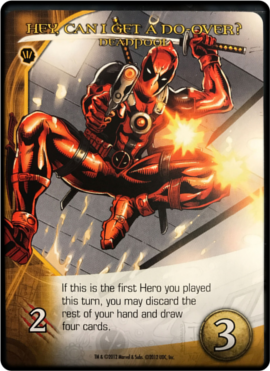 HEY, CAN I GET A DO-OVER?
DEADPOOL
If this is the first Hero you played
this turn, you may discard the
rest of your hand and draw
four cards.
2
3